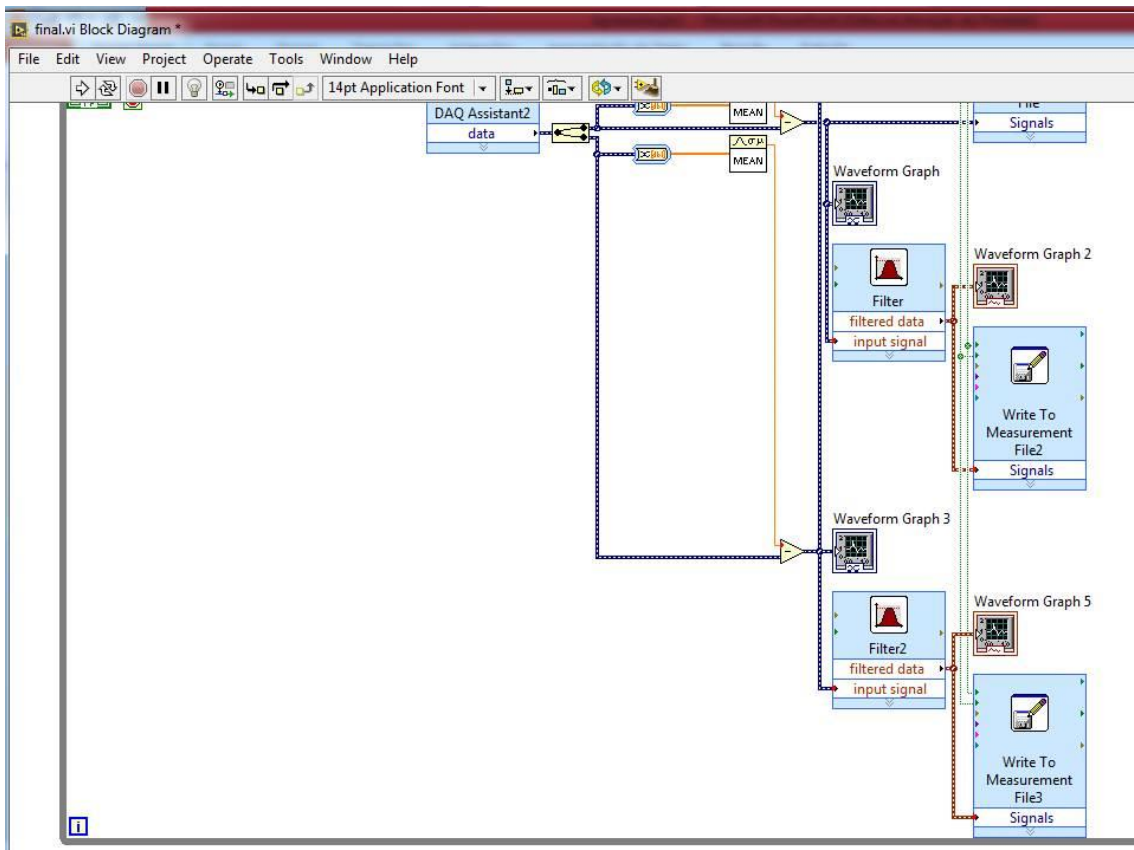 final.vi Block Diagram *
File Edit View Project Operate Tools Window Help
14pt Application Font
DAQ Assistant2
data
MEAN
MEAN
File
Signals
Waveform Graph
Filter
filtered data
input signal
Waveform Graph 2
Write To
Measurement
File2
Signals
Waveform Graph 3
Filter2
filtered data
input signal
Waveform Graph 5
Write To
Measurement
File3
Signals
i